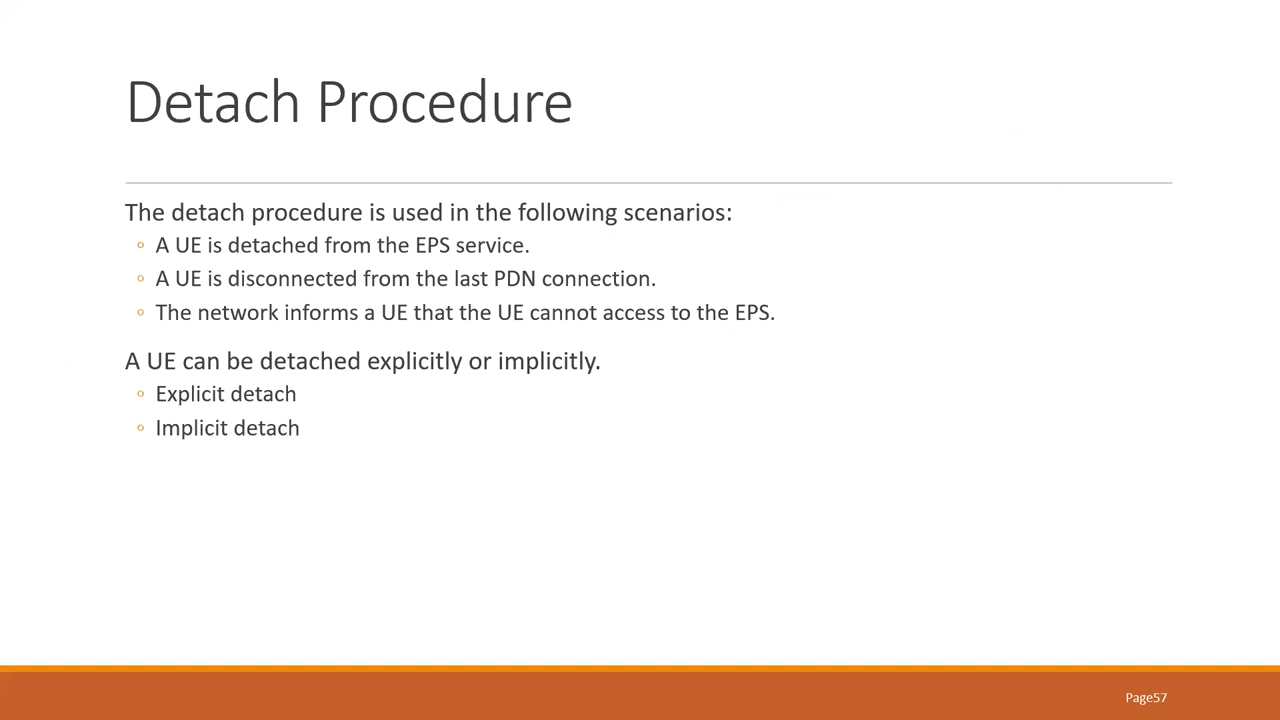 Detach Procedure
The detach procedure is used in the following scenarios:
◦ A UE is detached from the EPS service.
◦ A UE is disconnected from the last PDN connection.
◦ The network informs a UE that the UE cannot access to the EPS.
A UE can be detached explicitly or implicitly.
◦ Explicit detach
◦ Implicit detach
Page57